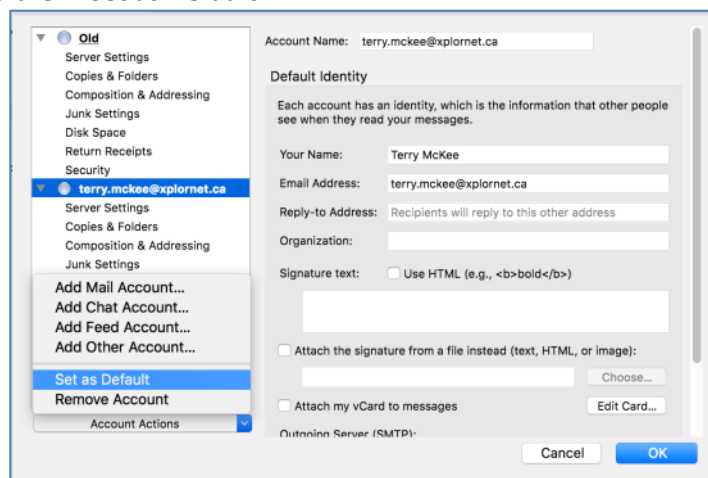 Old
Server Settings
Copies & Folders
Composition & Addressing
Junk Settings
Disk Space
Return Receipts
Security
terry.mckee@xplornet.ca
Server Settings
Copies & Folders
Composition & Addressing
Junk Settings
Add Mail Account...
Add Chat Account...
Add Feed Account...
Add Other Account...
Set as Default
Remove Account
Account Actions
Account Name: terry.mckee@xplornet.ca
Default Identity
Each account has an identity, which is the information that other people
see when they read your messages.
Your Name: Terry McKee
Email Address: terry.mckee@xplornet.ca
Reply-to Address: Recipients will reply to this other address
Organization:
Signature text: Use HTML (e.g., <b>bold</b>)
Attach the signature from a file instead (text, HTML, or image):
Choose...
Attach my vCard to messages Edit Card...
Outgoing Server (SMTP):
Cancel OK